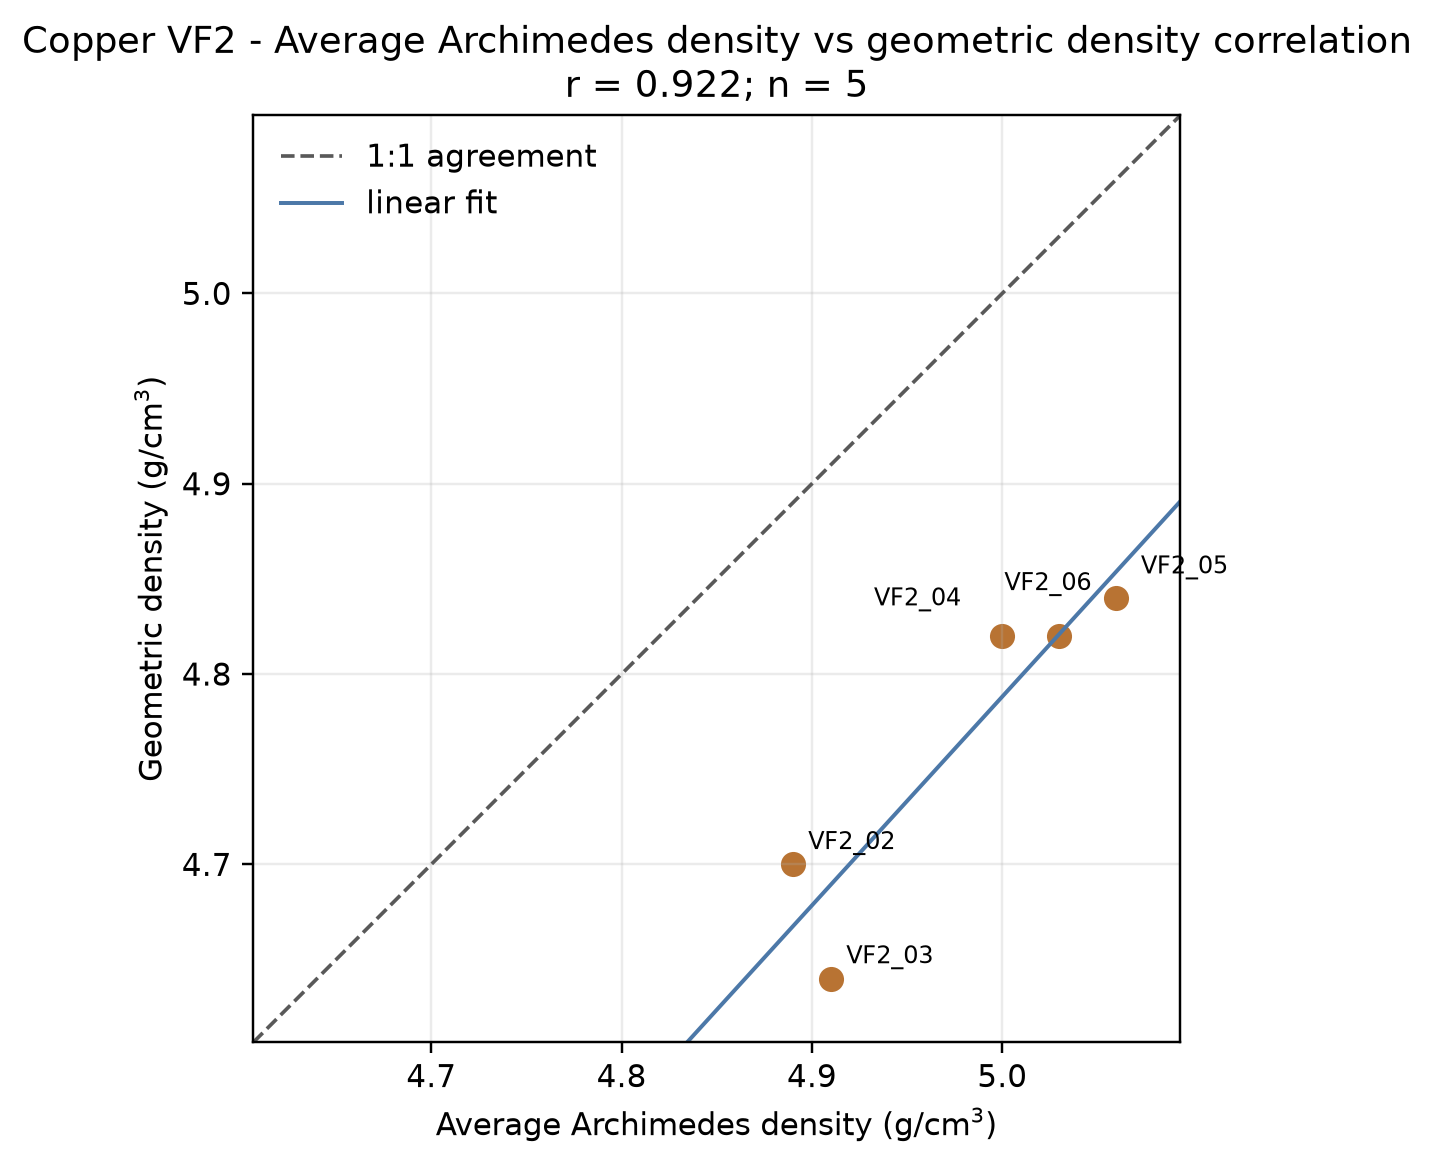 Copper VF2 - Average Archimedes density vs geometric density correlation
r = 0.922; n = 5
1:1 agreement
linear fit
5.0
4.9
4.8
4.7
Geometric density (g/cm³)
VF2_05
VF2_06
VF2_04
VF2_02
VF2_03
4.7
4.8
4.9
5.0
Average Archimedes density (g/cm³)